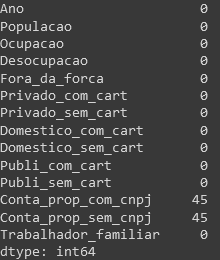 Ano 0
Populacao 0
Ocupacao 0
Desocupacao 0
Fora_da_forca 0
Privado_com_cart 0
Privado_sem_cart 0
Domestico_com_cart 0
Domestico_sem_cart 0
Publi_com_cart 0
Publi_sem_cart 0
Conta_prop_com_cnpj 45
Conta_prop_sem_cnpj 45
Trabalhador_familiar 0
dtype: int64